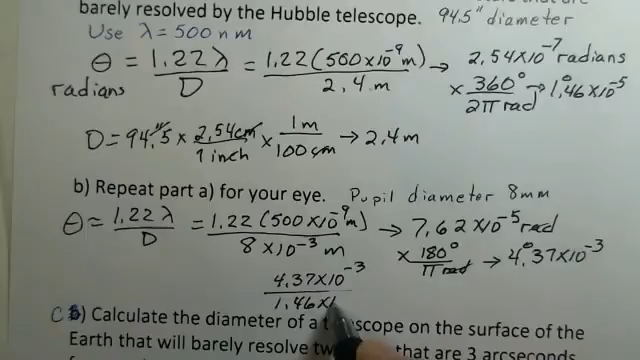 barely resolved by the Hubble telescope. 94.5" diameter
Use λ = 500 nm
θ = 1.22λ / D = 1.22(500×10⁻⁹m) / 2.4 m → 2.54×10⁻⁷ radians
radians × 360° / 2π rad → 1.46°×10⁻⁵
D = 94.5" × 2.54cm / 1 inch × 1m / 100cm → 2.4m
b) Repeat part a) for your eye. Pupil diameter 8mm
θ = 1.22λ / D = 1.22(500×10⁻⁹m) / 8×10⁻³ m → 7.62×10⁻⁵ rad
× 180° / π rad → 4.37°×10⁻³
4.37×10⁻³ / 1.46×1
C) Calculate the diameter of a telescope on the surface of the
Earth that will barely resolve that are 3 arcseconds